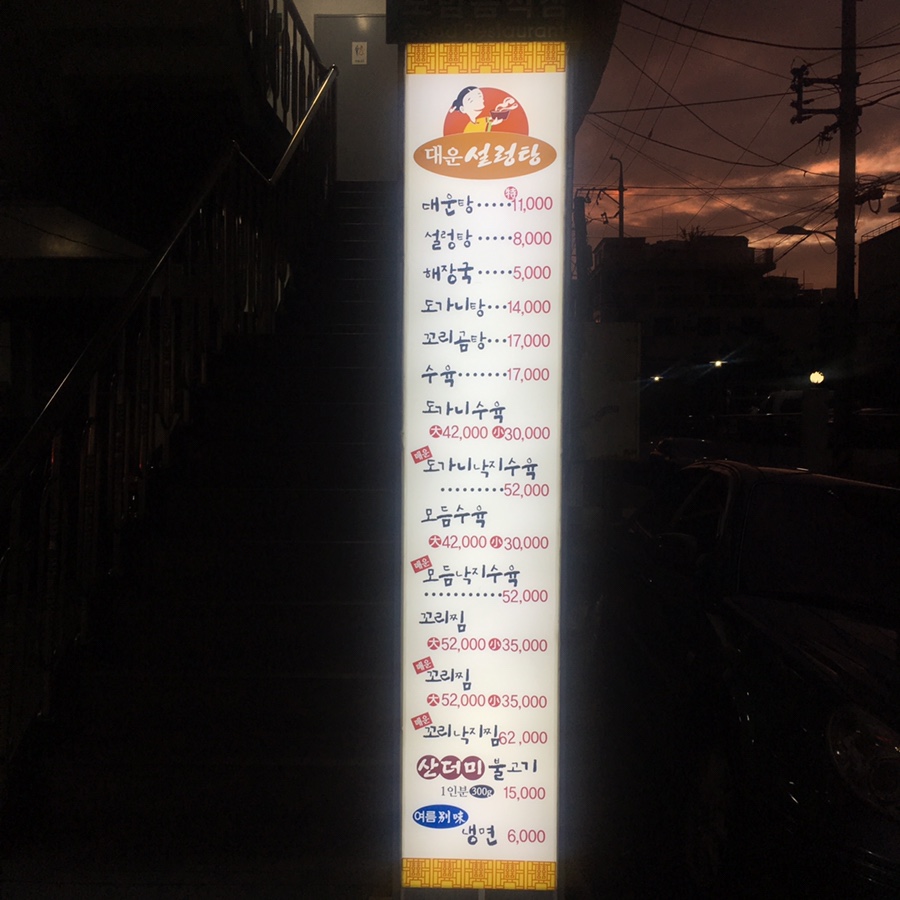 대운설렁탕
대운탕·····特11,000
설렁탕······8,000
해장국·····5,000
도가니탕···14,000
꼬리곰탕···17,000
수육·······17,000
도가니수육
大42,000 小30,000
매운 도가니낙지수육
·········52,000
모듬수육
大42,000 小30,000
매운 모듬낙지수육
···········52,000
꼬리찜
大52,000 小35,000
매운 꼬리찜
大52,000 小35,000
매운 꼬리낙지찜62,000
산더미 불고기
1인분 300g 15,000
여름別味
냉면 6,000